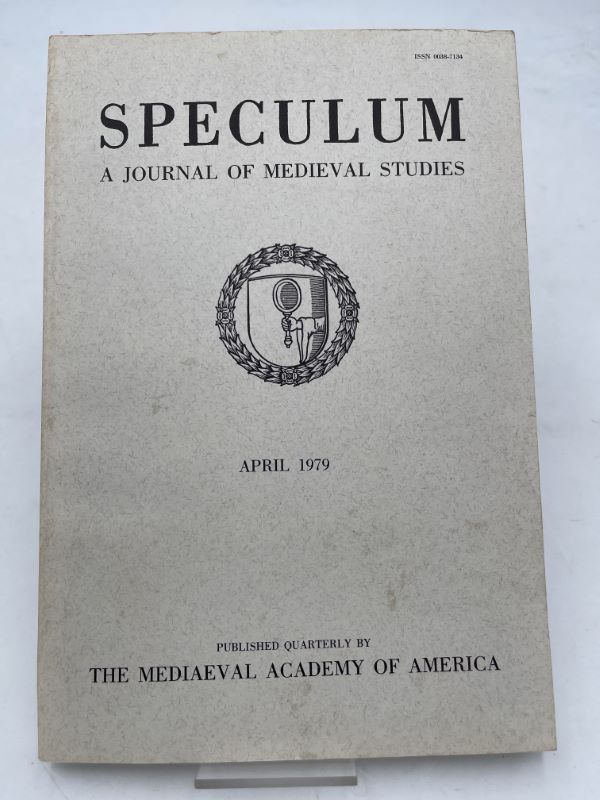 ISSN 0038-7134
SPECULUM
A JOURNAL OF MEDIEVAL STUDIES
APRIL 1979
PUBLISHED QUARTERLY BY
THE MEDIAEVAL ACADEMY OF AMERICA